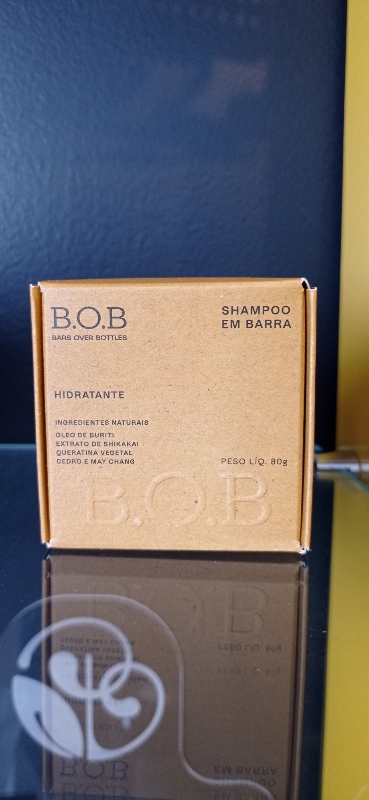 B.O.B
BARS OVER BOTTLES
SHAMPOO
EM BARRA
HIDRATANTE
INGREDIENTES NATURAIS
ÓLEO DE BURITI
EXTRATO DE SHIKAKAI
QUERATINA VEGETAL
CEDRO E MAY CHANG
PESO LÍQ. 80g
B.O.B